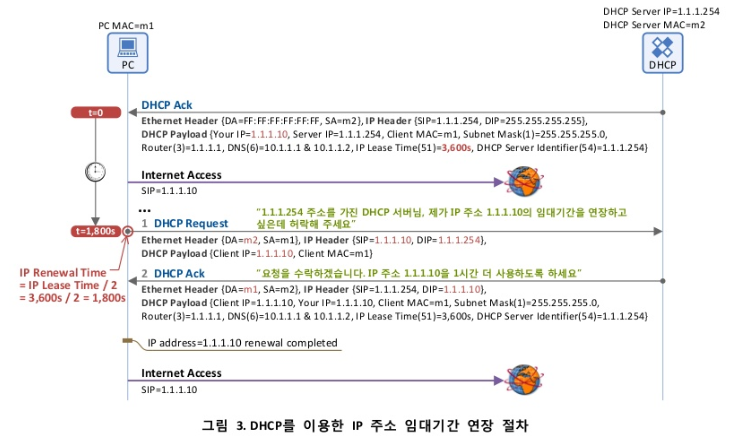 DHCP Server IP=1.1.1.254
PC MAC=m1
DHCP Server MAC=m2
PC
DHCP
DHCP Ack
t=0
Ethernet Header {DA=FF:FF:FF:FF:FF:FF, SA=m2}, IP Header {SIP=1.1.1.254, DIP=255.255.255.255},
DHCP Payload {Your IP=1.1.1.10, Server IP=1.1.1.254, Client MAC=m1, Subnet Mask(1)=255.255.255.0,
Router(3)=1.1.1.1, DNS(6)=10.1.1.1 & 10.1.1.2, IP Lease Time(51)=3,600s, DHCP Server Identifier(54)=1.1.1.254}
Internet Access
SIP=1.1.1.10
...
"1.1.1.254 주소를 가진 DHCP 서버님, 제가 IP 주소 1.1.1.10의 임대기간을 연장하고
싶은데 허락해 주세요"
t=1,800s
1 DHCP Request
Ethernet Header {DA=m2, SA=m1}, IP Header {SIP=1.1.1.10, DIP=1.1.1.254},
DHCP Payload {Client IP=1.1.1.10, Client MAC=m1}
IP Renewal Time
= IP Lease Time / 2
= 3,600s / 2 = 1,800s
2 DHCP Ack
"요청을 수락하겠습니다. IP 주소 1.1.1.10을 1시간 더 사용하도록 하세요"
Ethernet Header {DA=m1, SA=m2}, IP Header {SIP=1.1.1.254, DIP=1.1.1.10},
DHCP Payload {Client IP=1.1.1.10, Your IP=1.1.1.10, Client MAC=m1, Subnet Mask(1)=255.255.255.0,
Router(3)=1.1.1.1, DNS(6)=10.1.1.1 & 10.1.1.2, IP Lease Time(51)=3,600s, DHCP Server Identifier(54)=1.1.1.254}
IP address=1.1.1.10 renewal completed
Internet Access
SIP=1.1.1.10
그림 3. DHCP를 이용한 IP 주소 임대기간 연장 절차